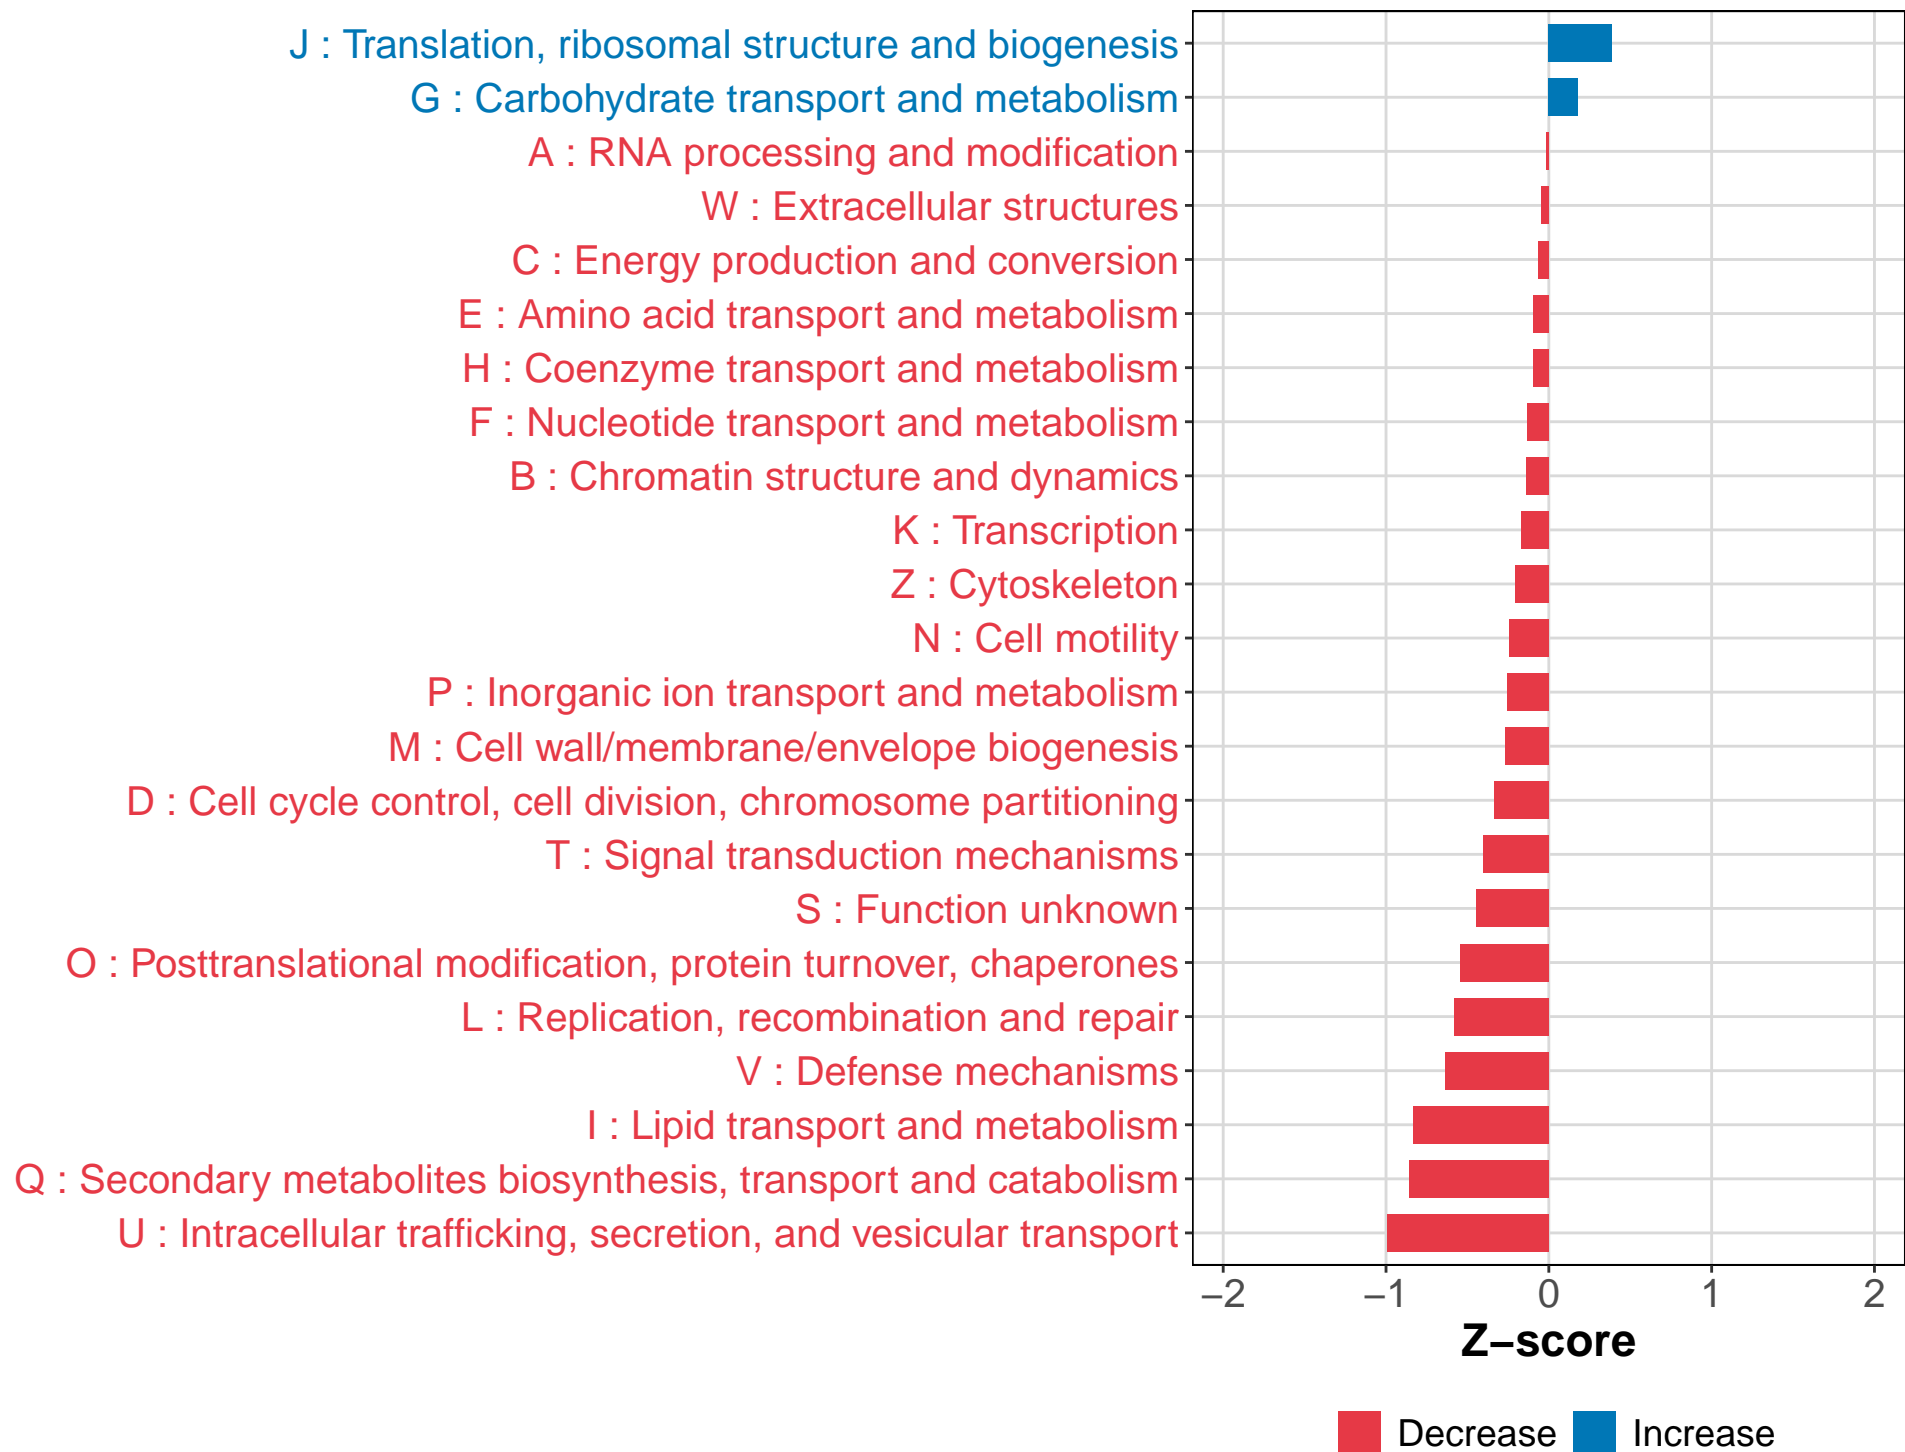 J : Translation, ribosomal structure and biogenesis
G : Carbohydrate transport and metabolism
A : RNA processing and modification
W : Extracellular structures
C : Energy production and conversion
E : Amino acid transport and metabolism
H : Coenzyme transport and metabolism
F : Nucleotide transport and metabolism
B : Chromatin structure and dynamics
K : Transcription
Z : Cytoskeleton
N : Cell motility
P : Inorganic ion transport and metabolism
M : Cell wall/membrane/envelope biogenesis
D : Cell cycle control, cell division, chromosome partitioning
T : Signal transduction mechanisms
S : Function unknown
O : Posttranslational modification, protein turnover, chaperones
L : Replication, recombination and repair
V : Defense mechanisms
I : Lipid transport and metabolism
Q : Secondary metabolites biosynthesis, transport and catabolism
U : Intracellular trafficking, secretion, and vesicular transport
−2 −1 0 1 2
Z−score
Decrease Increase